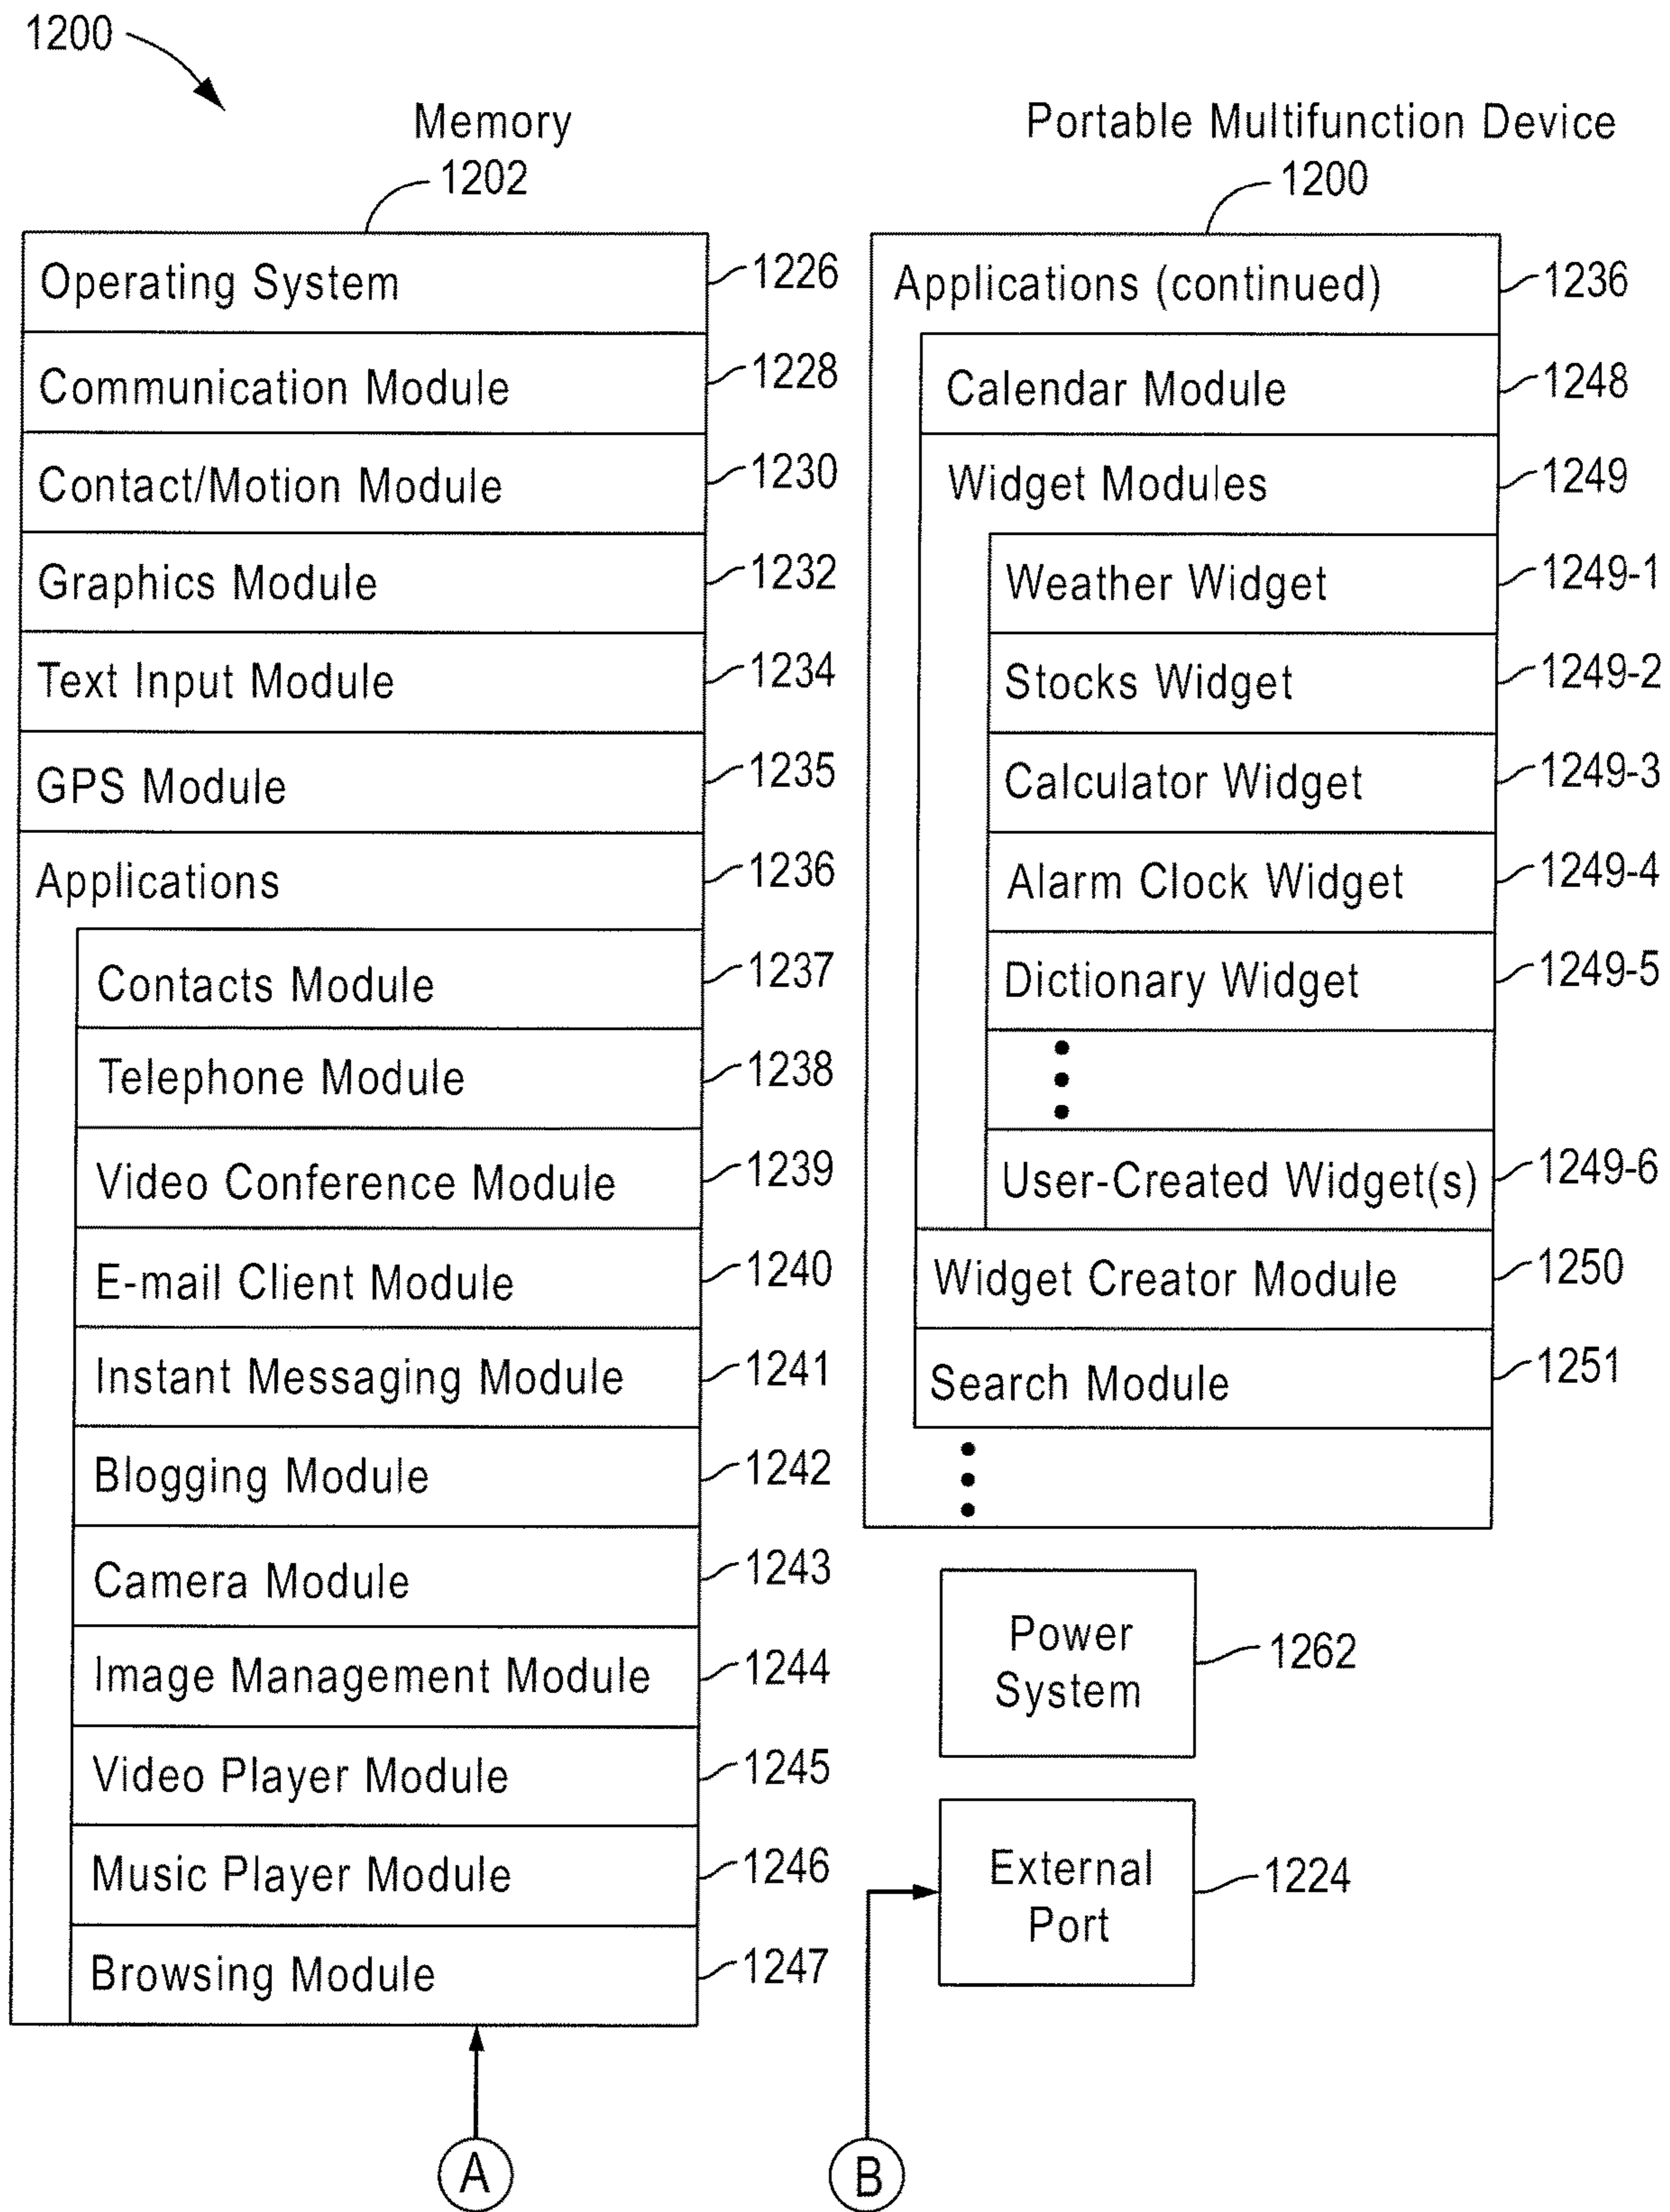 1200
Memory
1202
Operating System 1226
Communication Module 1228
Contact/Motion Module 1230
Graphics Module 1232
Text Input Module 1234
GPS Module 1235
Applications 1236
Contacts Module 1237
Telephone Module 1238
Video Conference Module 1239
E-mail Client Module 1240
Instant Messaging Module 1241
Blogging Module 1242
Camera Module 1243
Image Management Module 1244
Video Player Module 1245
Music Player Module 1246
Browsing Module 1247
A
Portable Multifunction Device
1200
Applications (continued) 1236
Calendar Module 1248
Widget Modules 1249
Weather Widget 1249-1
Stocks Widget 1249-2
Calculator Widget 1249-3
Alarm Clock Widget 1249-4
Dictionary Widget 1249-5
User-Created Widget(s) 1249-6
Widget Creator Module 1250
Search Module 1251
Power
System 1262
External
Port 1224
B